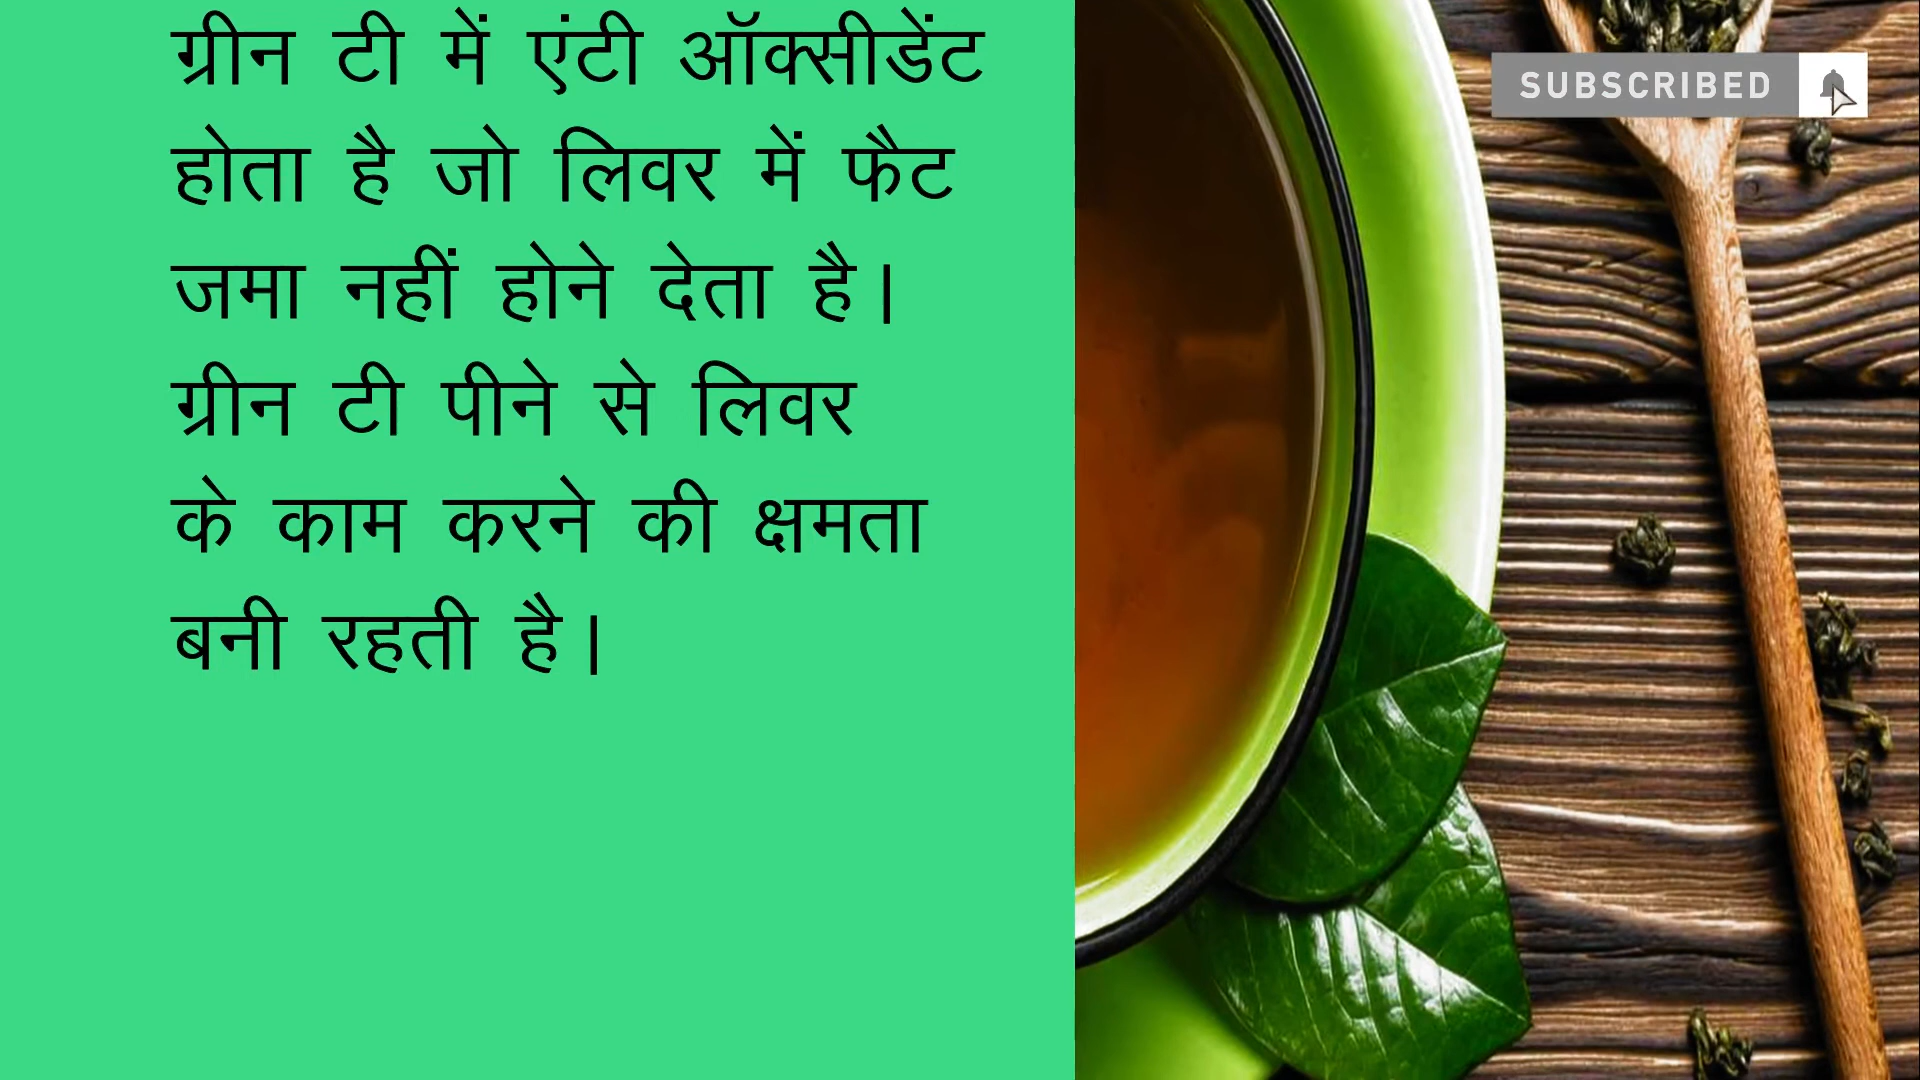 ग्रीन टी में एंटी ऑक्सीडेंट
होता है जो लिवर में फैट
जमा नहीं होने देता है।
ग्रीन टी पीने से लिवर
के काम करने की क्षमता
बनी रहती है।
SUBSCRIBED